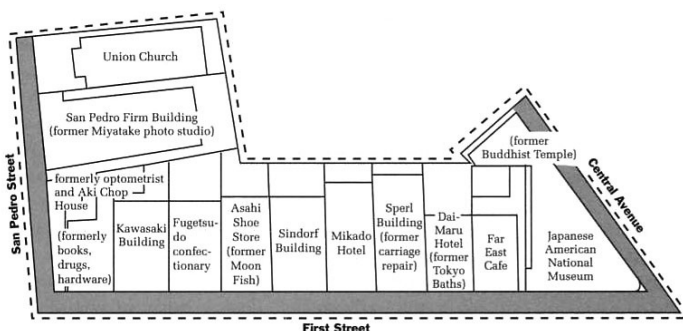 Union Church
San Pedro Firm Building
(former Miyatake photo studio)
San Pedro Street
formerly optometrist
and Aki Chop
House
(formerly
books,
drugs,
hardware)
Kawasaki
Building
Fugetsu-
do
confec-
tionary
Asahi
Shoe
Store
(former
Moon
Fish)
Sindorf
Building
Mikado
Hotel
Sperl
Building
(former
carriage
repair)
Dai-
Maru
Hotel
(former
Tokyo
Baths)
Far
East
Cafe
(former
Buddhist Temple)
Japanese
American
National
Museum
Central Avenue
First Street